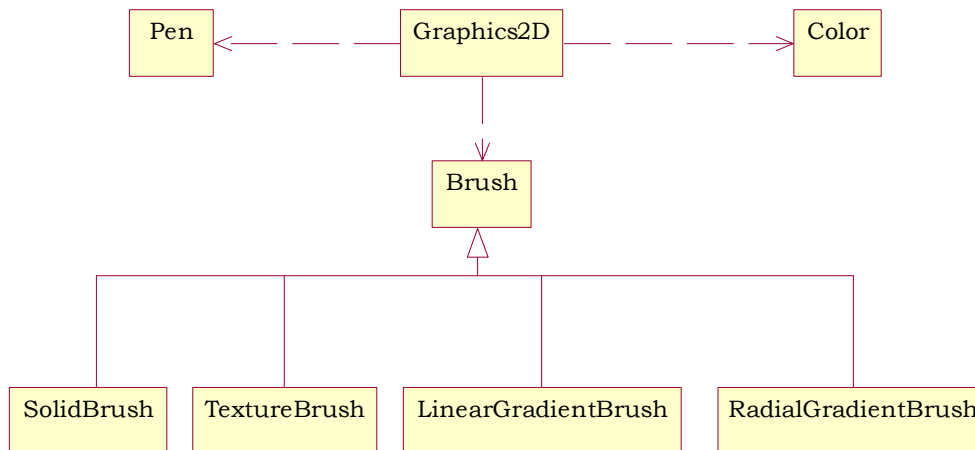 Pen
Graphics2D
Color
Brush
SolidBrush
TextureBrush
LinearGradientBrush
RadialGradientBrush